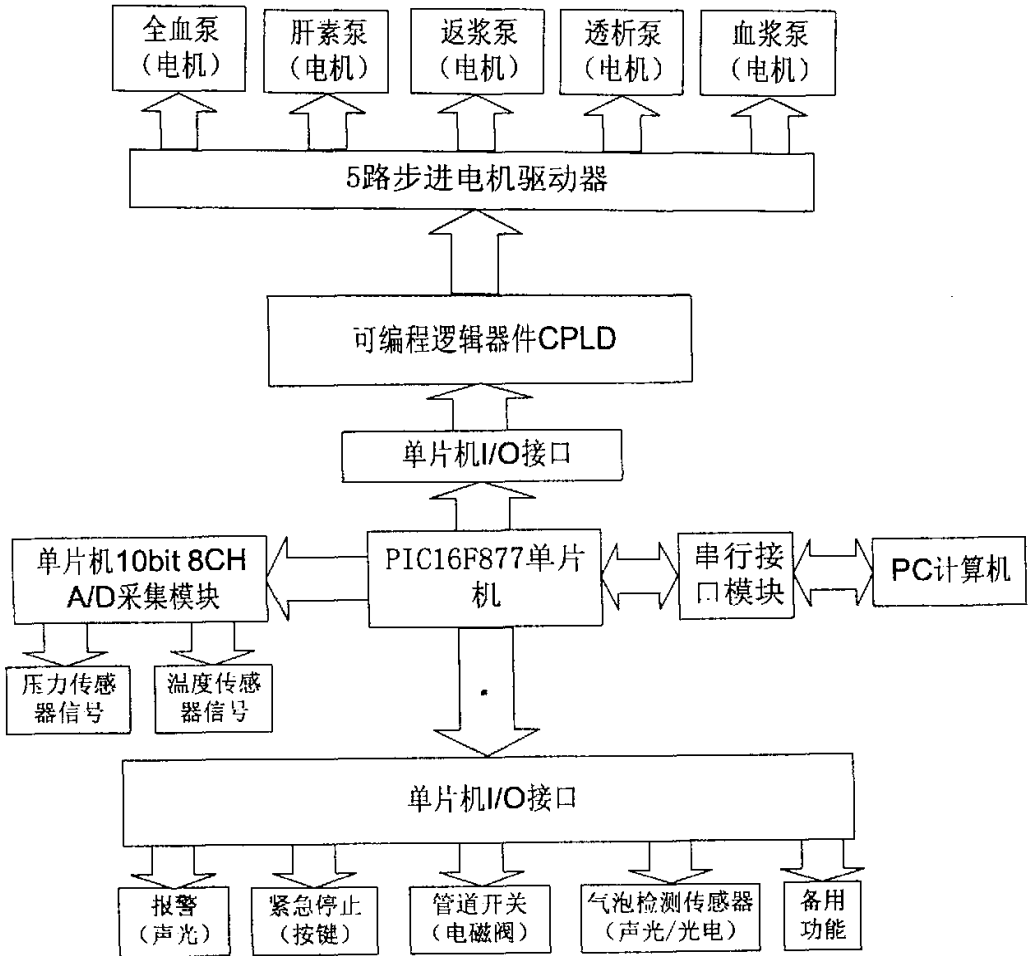 全血泵
（电机）
肝素泵
（电机）
返浆泵
（电机）
透析泵
（电机）
血浆泵
（电机）
5路步进电机驱动器
可编程逻辑器件CPLD
单片机I/O接口
单片机10bit 8CH
A/D采集模块
PIC16F877单片
机
串行接
口模块
PC计算机
压力传感
器信号
温度传感
器信号
单片机I/O接口
报警
（声光）
紧急停止
（按键）
管道开关
（电磁阀）
气泡检测传感器
（声光/光电）
备用
功能